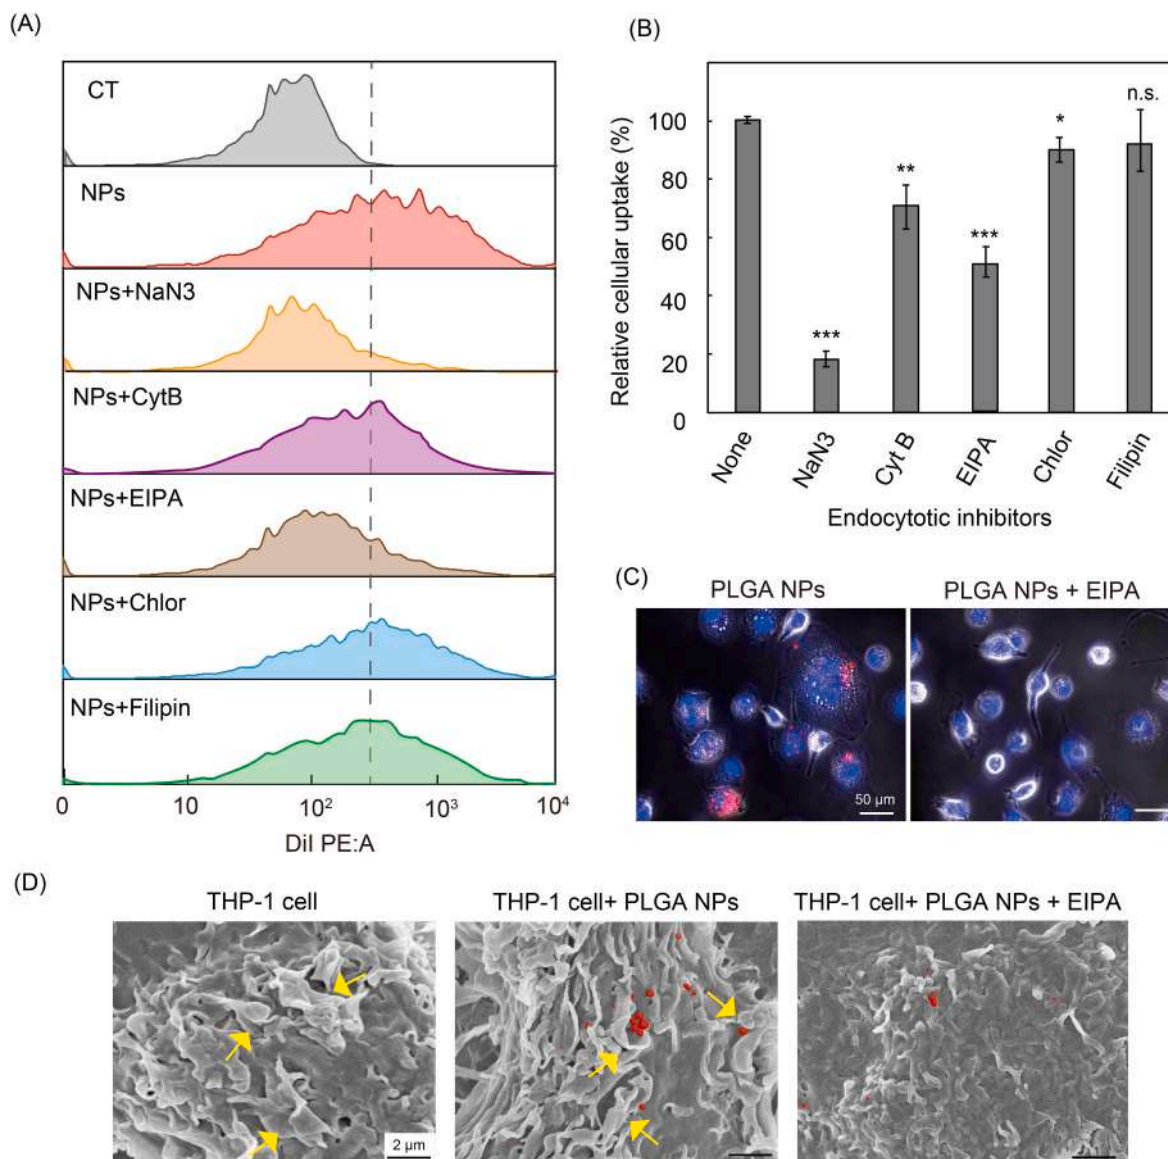 (A)
CT
NPs
NPs+NaN3
NPs+CytB
NPs+EIPA
NPs+Chlor
NPs+Filipin
0 10 10² 10³ 10⁴
Dil PE:A
(B)
Relative cellular uptake (%)
100
80
60
40
20
0
***
**
***
*
n.s.
None
NaN3
Cyt B
EIPA
Chlor
Filipin
Endocytotic inhibitors
(C)
PLGA NPs
PLGA NPs + EIPA
50 µm
(D)
THP-1 cell
THP-1 cell+ PLGA NPs
THP-1 cell+ PLGA NPs + EIPA
2 µm